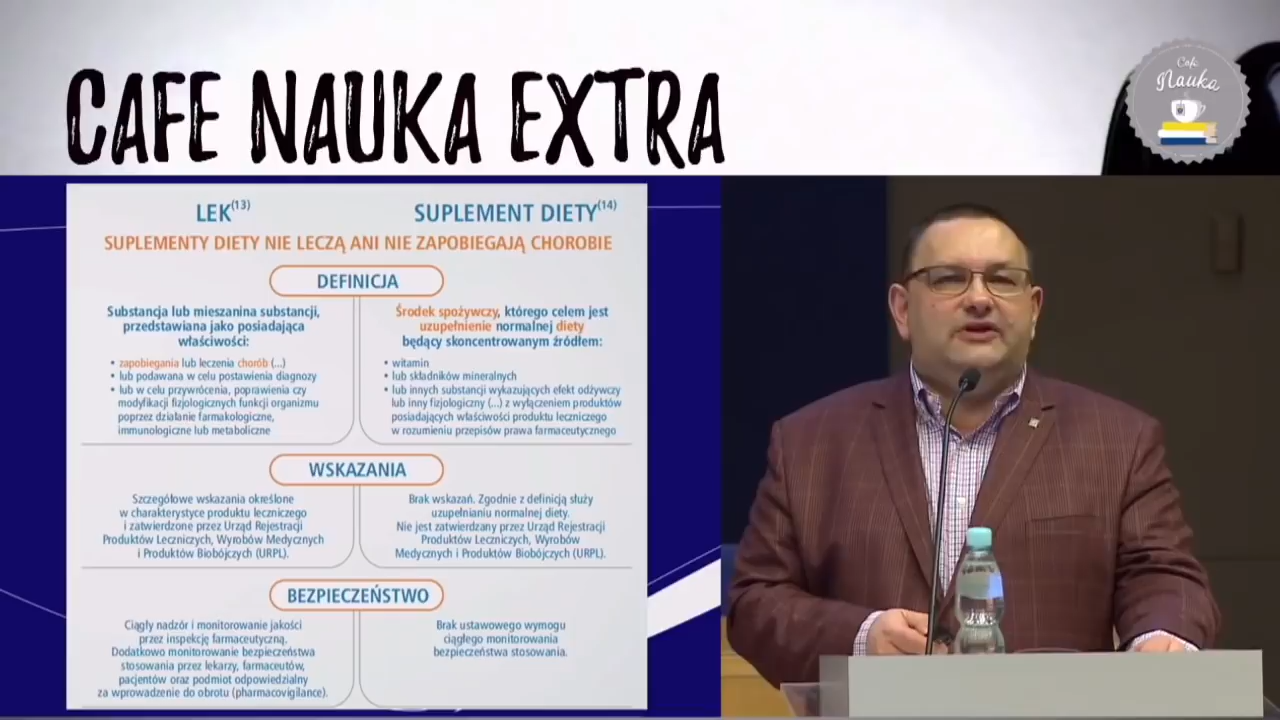 CAFE NAUKA EXTRA
Cafe
Nauka
LEK(13)
SUPLEMENT DIETY(14)
SUPLEMENTY DIETY NIE LECZĄ ANI NIE ZAPOBIEGAJĄ CHOROBIE
DEFINICJA
Substancja lub mieszanina substancji,
przedstawiana jako posiadająca
właściwości:
• zapobiegania lub leczenia chorób (...)
• lub podawana w celu postawienia diagnozy
• lub w celu przywrócenia, poprawienia czy
modyfikacji fizjologicznych funkcji organizmu
poprzez działanie farmakologiczne,
immunologiczne lub metaboliczne
Środek spożywczy, którego celem jest
uzupełnienie normalnej diety
będący skoncentrowanym źródłem:
• witamin
• lub składników mineralnych
• lub innych substancji wykazujących efekt odżywczy
lub inny fizjologiczny (...) z wyłączeniem produktów
posiadających właściwości produktu leczniczego
w rozumieniu przepisów prawa farmaceutycznego
WSKAZANIA
Szczegółowe wskazania określone
w charakterystyce produktu leczniczego
i zatwierdzone przez Urząd Rejestracji
Produktów Leczniczych, Wyrobów Medycznych
i Produktów Biobójczych (URPL).
Brak wskazań. Zgodnie z definicją służy
uzupełnianiu normalnej diety.
Nie jest zatwierdzany przez Urząd Rejestracji
Produktów Leczniczych, Wyrobów
Medycznych i Produktów Biobójczych (URPL).
BEZPIECZEŃSTWO
Ciągły nadzór i monitorowanie jakości
przez inspekcję farmaceutyczną.
Dodatkowo monitorowanie bezpieczeństwa
stosowania przez lekarzy, farmaceutów,
pacjentów oraz podmiot odpowiedzialny
za wprowadzenie do obrotu (pharmacovigilance).
Brak ustawowego wymogu
ciągłego monitorowania
bezpieczeństwa stosowania.